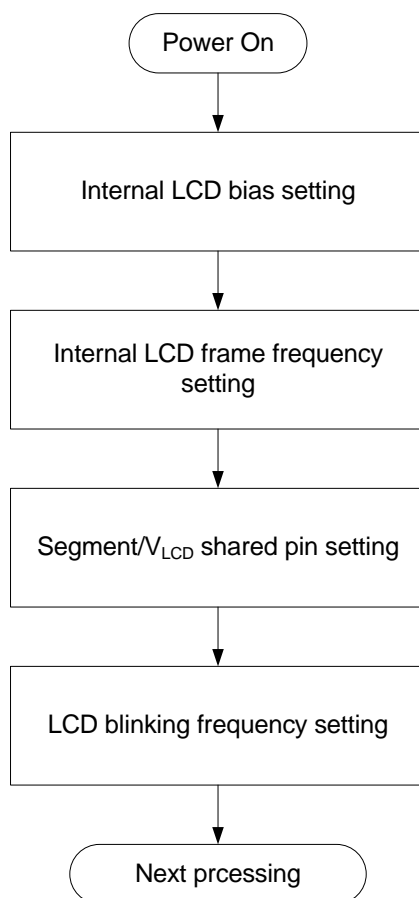 Power On
Internal LCD bias setting
Internal LCD frame frequency
setting
Segment/VLCD shared pin setting
LCD blinking frequency setting
Next prcessing